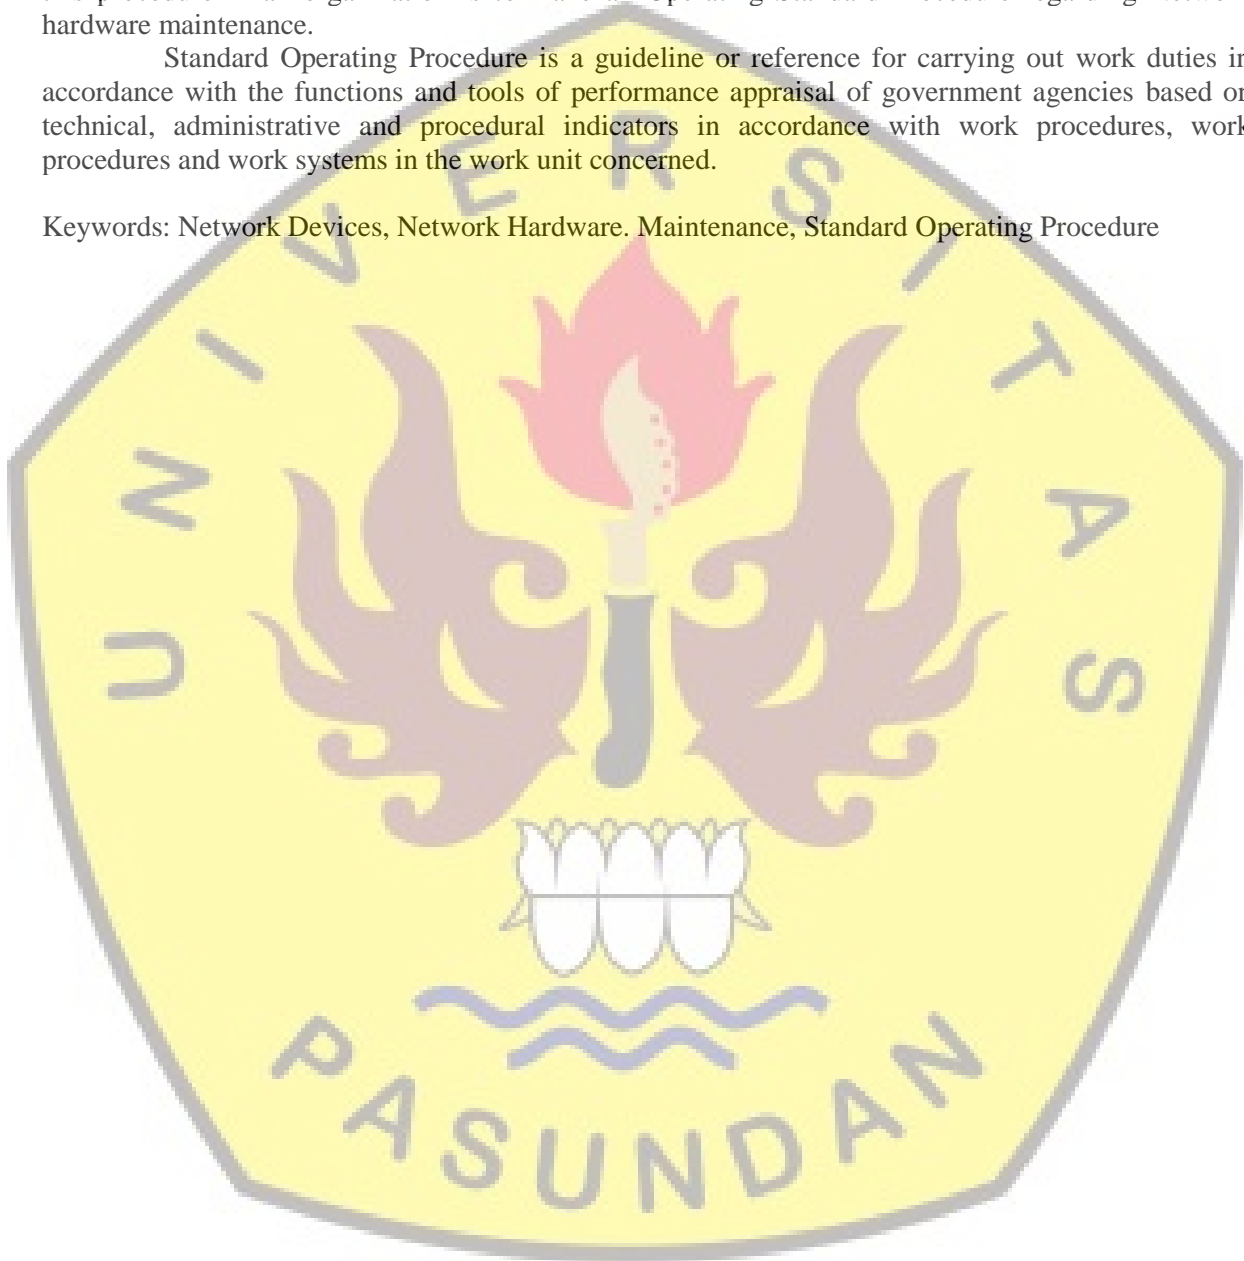 hardware maintenance.
Standard Operating Procedure is a guideline or reference for carrying out work duties in
accordance with the functions and tools of performance appraisal of government agencies based on
technical, administrative and procedural indicators in accordance with work procedures, work
procedures and work systems in the work unit concerned.
Keywords: Network Devices, Network Hardware. Maintenance, Standard Operating Procedure
UNIVERSITAS
PASUNDAN